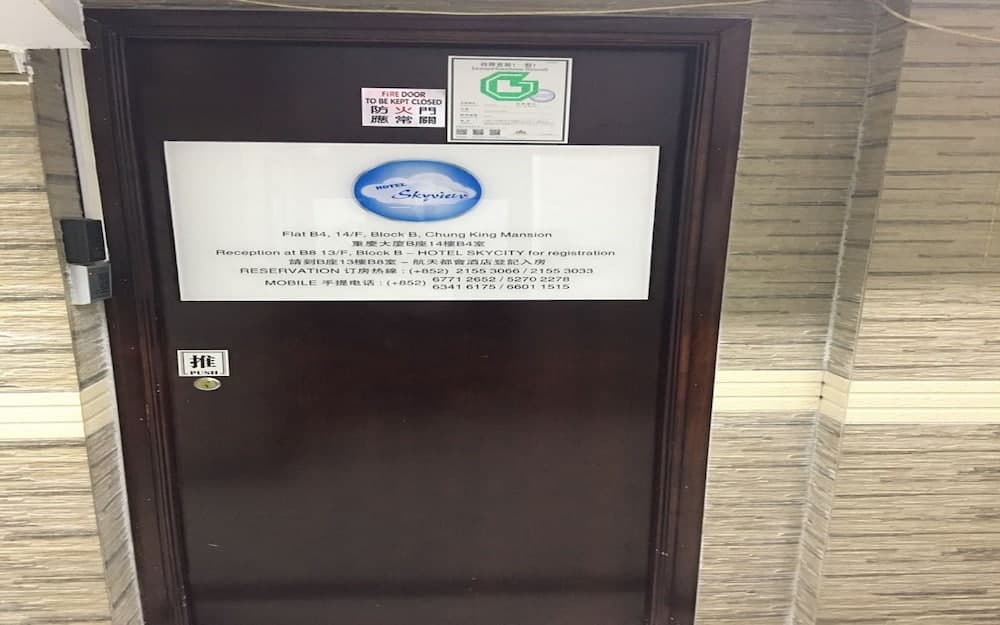 FIRE DOOR
TO BE KEPT CLOSED
防火門
應常關
HOTEL
Skyview
Flat B4, 14/F, Block B, Chung King Mansion
重慶大厦B座14樓B4室
Reception at B8 13/F, Block B – HOTEL SKYCITY for registration
請到B座13樓B8室 – 航天都會酒店登記入房
RESERVATION 订房热線 : (+852) 2155 3066 / 2155 3033
MOBILE 手提电话 : (+852) 6771 2652 / 5270 2278
6341 6175 / 6601 1515
推
PUSH